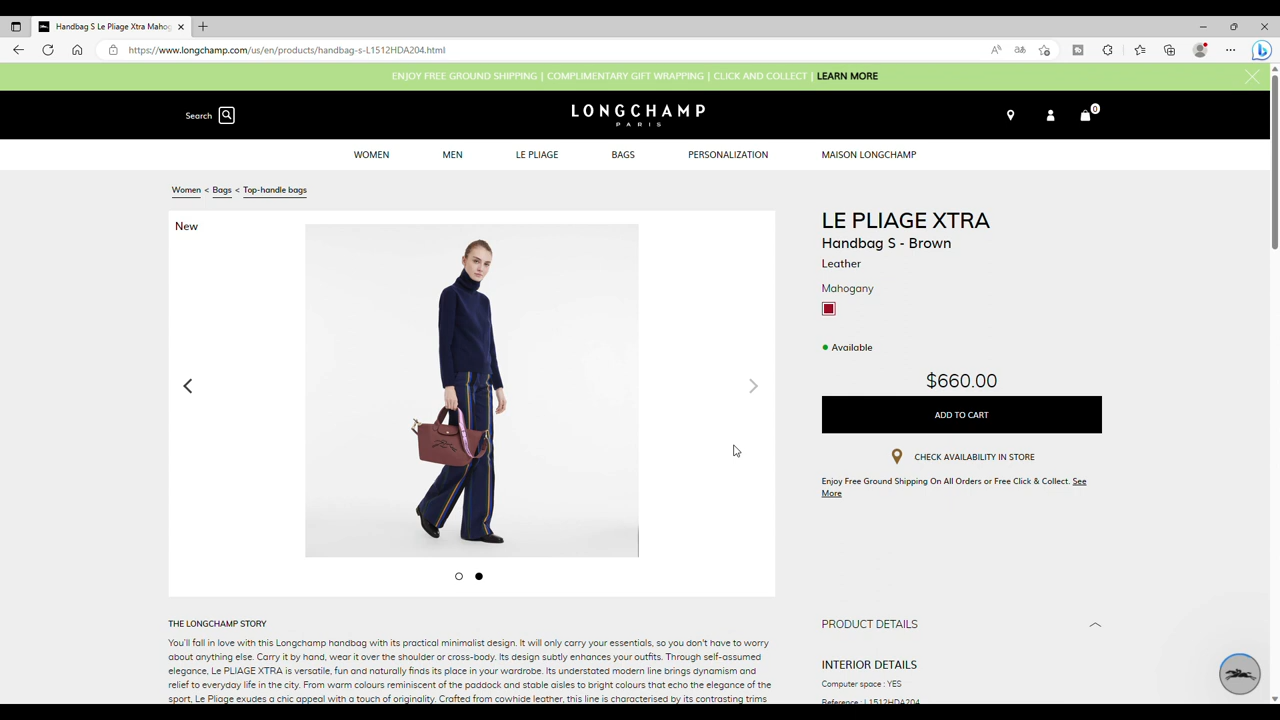 Handbag S Le Pliage Xtra Mahog
https://www.longchamp.com/us/en/products/handbag-s-L1512HDA204.html
ENJOY FREE GROUND SHIPPING | COMPLIMENTARY GIFT WRAPPING | CLICK AND COLLECT | LEARN MORE
Search
LONGCHAMP
PARIS
0
WOMEN MEN LE PLIAGE BAGS PERSONALIZATION MAISON LONGCHAMP
Women < Bags < Top-handle bags
New
LE PLIAGE XTRA
Handbag S - Brown
Leather
Mahogany
Available
$660.00
ADD TO CART
CHECK AVAILABILITY IN STORE
Enjoy Free Ground Shipping On All Orders or Free Click & Collect. See
More
THE LONGCHAMP STORY
You'll fall in love with this Longchamp handbag with its practical minimalist design. It will only carry your essentials, so you don't have to worry
about anything else. Carry it by hand, wear it over the shoulder or cross-body. Its design subtly enhances your outfits. Through self-assumed
elegance, Le PLIAGE XTRA is versatile, fun and naturally finds its place in your wardrobe. Its understated modern line brings dynamism and
relief to everyday life in the city. From warm colours reminiscent of the paddock and stable aisles to bright colours that echo the elegance of the
sport, Le Pliage exudes a chic appeal with a touch of originality. Crafted from cowhide leather, this line is characterised by its contrasting trims
PRODUCT DETAILS
INTERIOR DETAILS
Computer space : YES
Reference : L1512HDA204